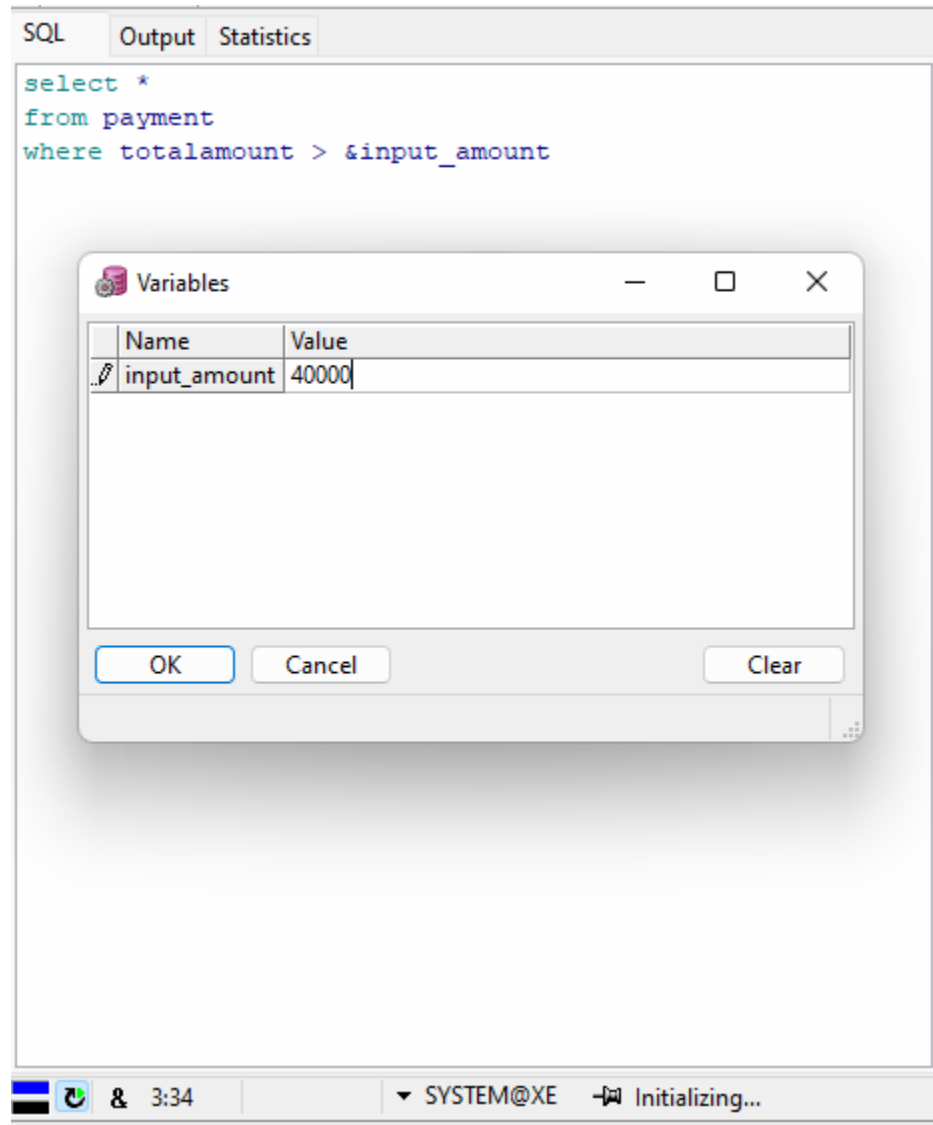 SQL Output Statistics
select *
from payment
where totalamount > &input_amount
Variables
Name Value
input_amount 40000
OK Cancel Clear
& 3:34 SYSTEM@XE Initializing...